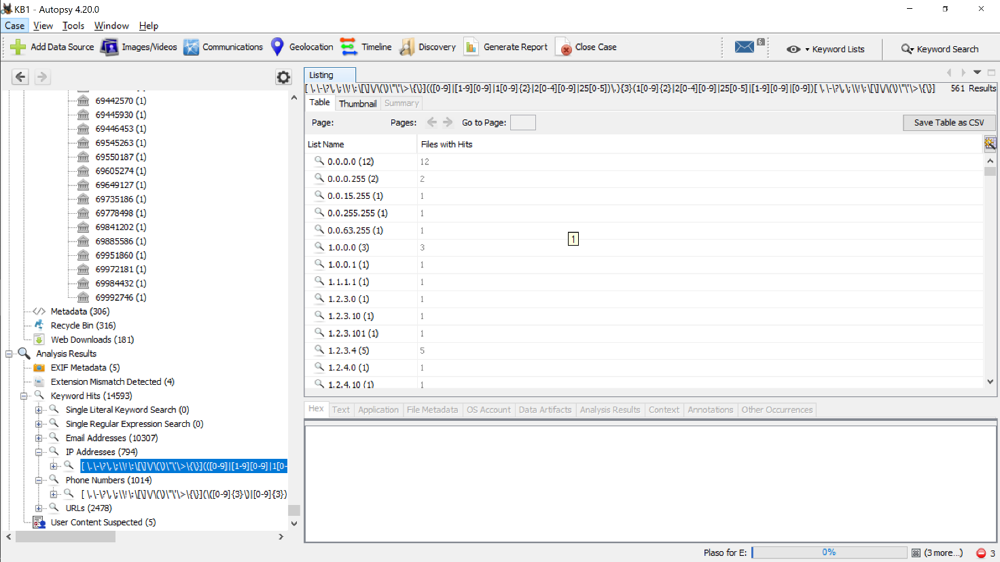 KB1 - Autopsy 4.20.0
Case View Tools Window Help
Add Data Source Images/Videos Communications Geolocation Timeline Discovery Generate Report Close Case 6 Keyword Lists Keyword Search
69442570 (1)
69445930 (1)
69446453 (1)
69545263 (1)
69550187 (1)
69605274 (1)
69649127 (1)
69735186 (1)
69778498 (1)
69841202 (1)
69885586 (1)
69951860 (1)
69972181 (1)
69984432 (1)
69992746 (1)
Metadata (306)
Recycle Bin (316)
Web Downloads (181)
Analysis Results
EXIF Metadata (5)
Extension Mismatch Detected (4)
Keyword Hits (14593)
Single Literal Keyword Search (0)
Single Regular Expression Search (0)
Email Addresses (10307)
IP Addresses (794)
[ \.\-\?\,\;\\!\:\[\]\/\(\)\"\'\>\{\}](([0-9]|[1-9][0-9]|1[0-
Phone Numbers (1014)
[ \.\-\?\,\;\\!\:\[\]\/\(\)\"\'\>\{\}](\([0-9]{3}\)|[0-9]{3})
URLs (2478)
User Content Suspected (5)
Listing
[ \.\-\?\,\;\\!\:\[\]\/\(\)\"\'\>\{\}](([0-9]|[1-9][0-9]|1[0-9]{2}|2[0-4][0-9]|25[0-5])\.){3}(1[0-9]{2}|2[0-4][0-9]|25[0-5]|[1-9][0-9]|[0-9])[ \.\-\?\,\;\\!\:\[\]\/\(\)\"\'\>\{\}] 561 Results
Table Thumbnail Summary
Page: Pages: Go to Page: Save Table as CSV
List Name Files with Hits
0.0.0.0 (12) 12
0.0.0.255 (2) 2
0.0.15.255 (1) 1
0.0.255.255 (1) 1
0.0.63.255 (1) 1
1
1.0.0.0 (3) 3
1.0.0.1 (1) 1
1.1.1.1 (1) 1
1.2.3.0 (1) 1
1.2.3.10 (1) 1
1.2.3.101 (1) 1
1.2.3.4 (5) 5
1.2.4.0 (1) 1
1.2.4.10 (1) 1
Hex Text Application File Metadata OS Account Data Artifacts Analysis Results Context Annotations Other Occurrences
Plaso for E: 0% (3 more...) 3